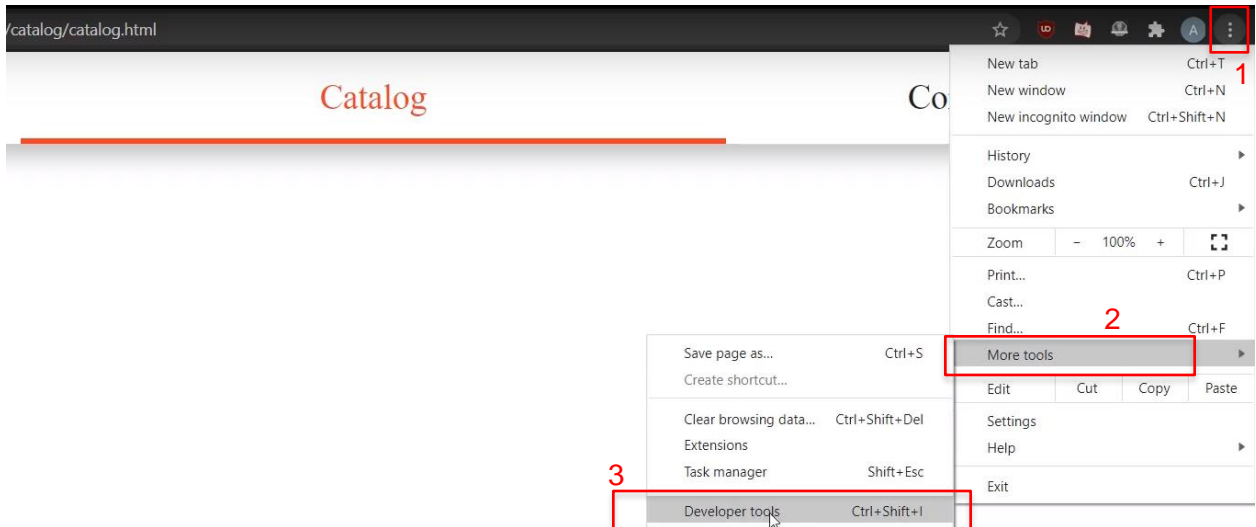 /catalog/catalog.html
A
1
Catalog
Co
New tab Ctrl+T
New window Ctrl+N
New incognito window Ctrl+Shift+N
History
Downloads Ctrl+J
Bookmarks
Zoom - 100% +
Print... Ctrl+P
Cast...
Find... Ctrl+F
2
More tools
Edit Cut Copy Paste
Settings
Help
Exit
Save page as... Ctrl+S
Create shortcut...
Clear browsing data... Ctrl+Shift+Del
Extensions
Task manager Shift+Esc
3
Developer tools Ctrl+Shift+I